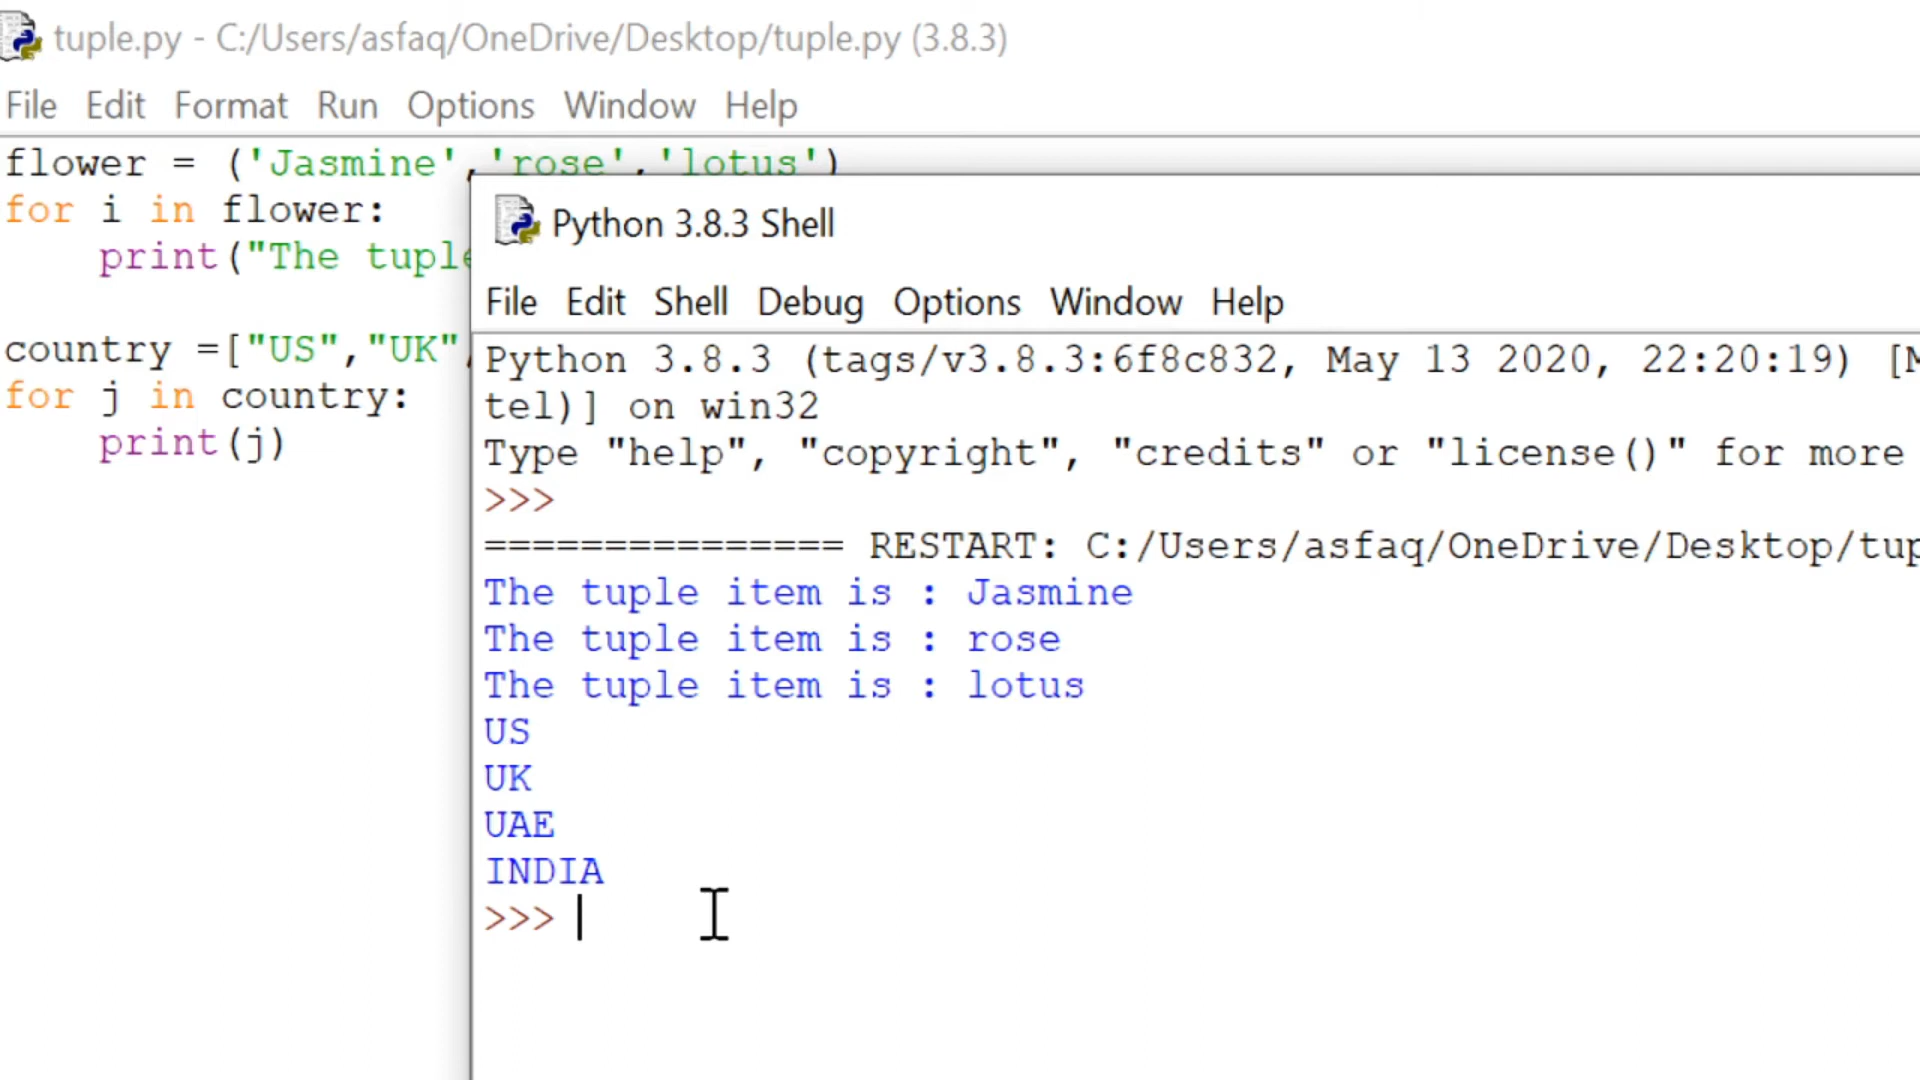 tuple.py - C:/Users/asfaq/OneDrive/Desktop/tuple.py (3.8.3)
File Edit Format Run Options Window Help
flower = ('Jasmine','rose','lotus')
for i in flower:
    print("The tuple
country =["US","UK",
for j in country:
    print(j)
Python 3.8.3 Shell
File Edit Shell Debug Options Window Help
Python 3.8.3 (tags/v3.8.3:6f8c832, May 13 2020, 22:20:19) [M
tel)] on win32
Type "help", "copyright", "credits" or "license()" for more
>>>
=============== RESTART: C:/Users/asfaq/OneDrive/Desktop/tup
The tuple item is : Jasmine
The tuple item is : rose
The tuple item is : lotus
US
UK
UAE
INDIA
>>>